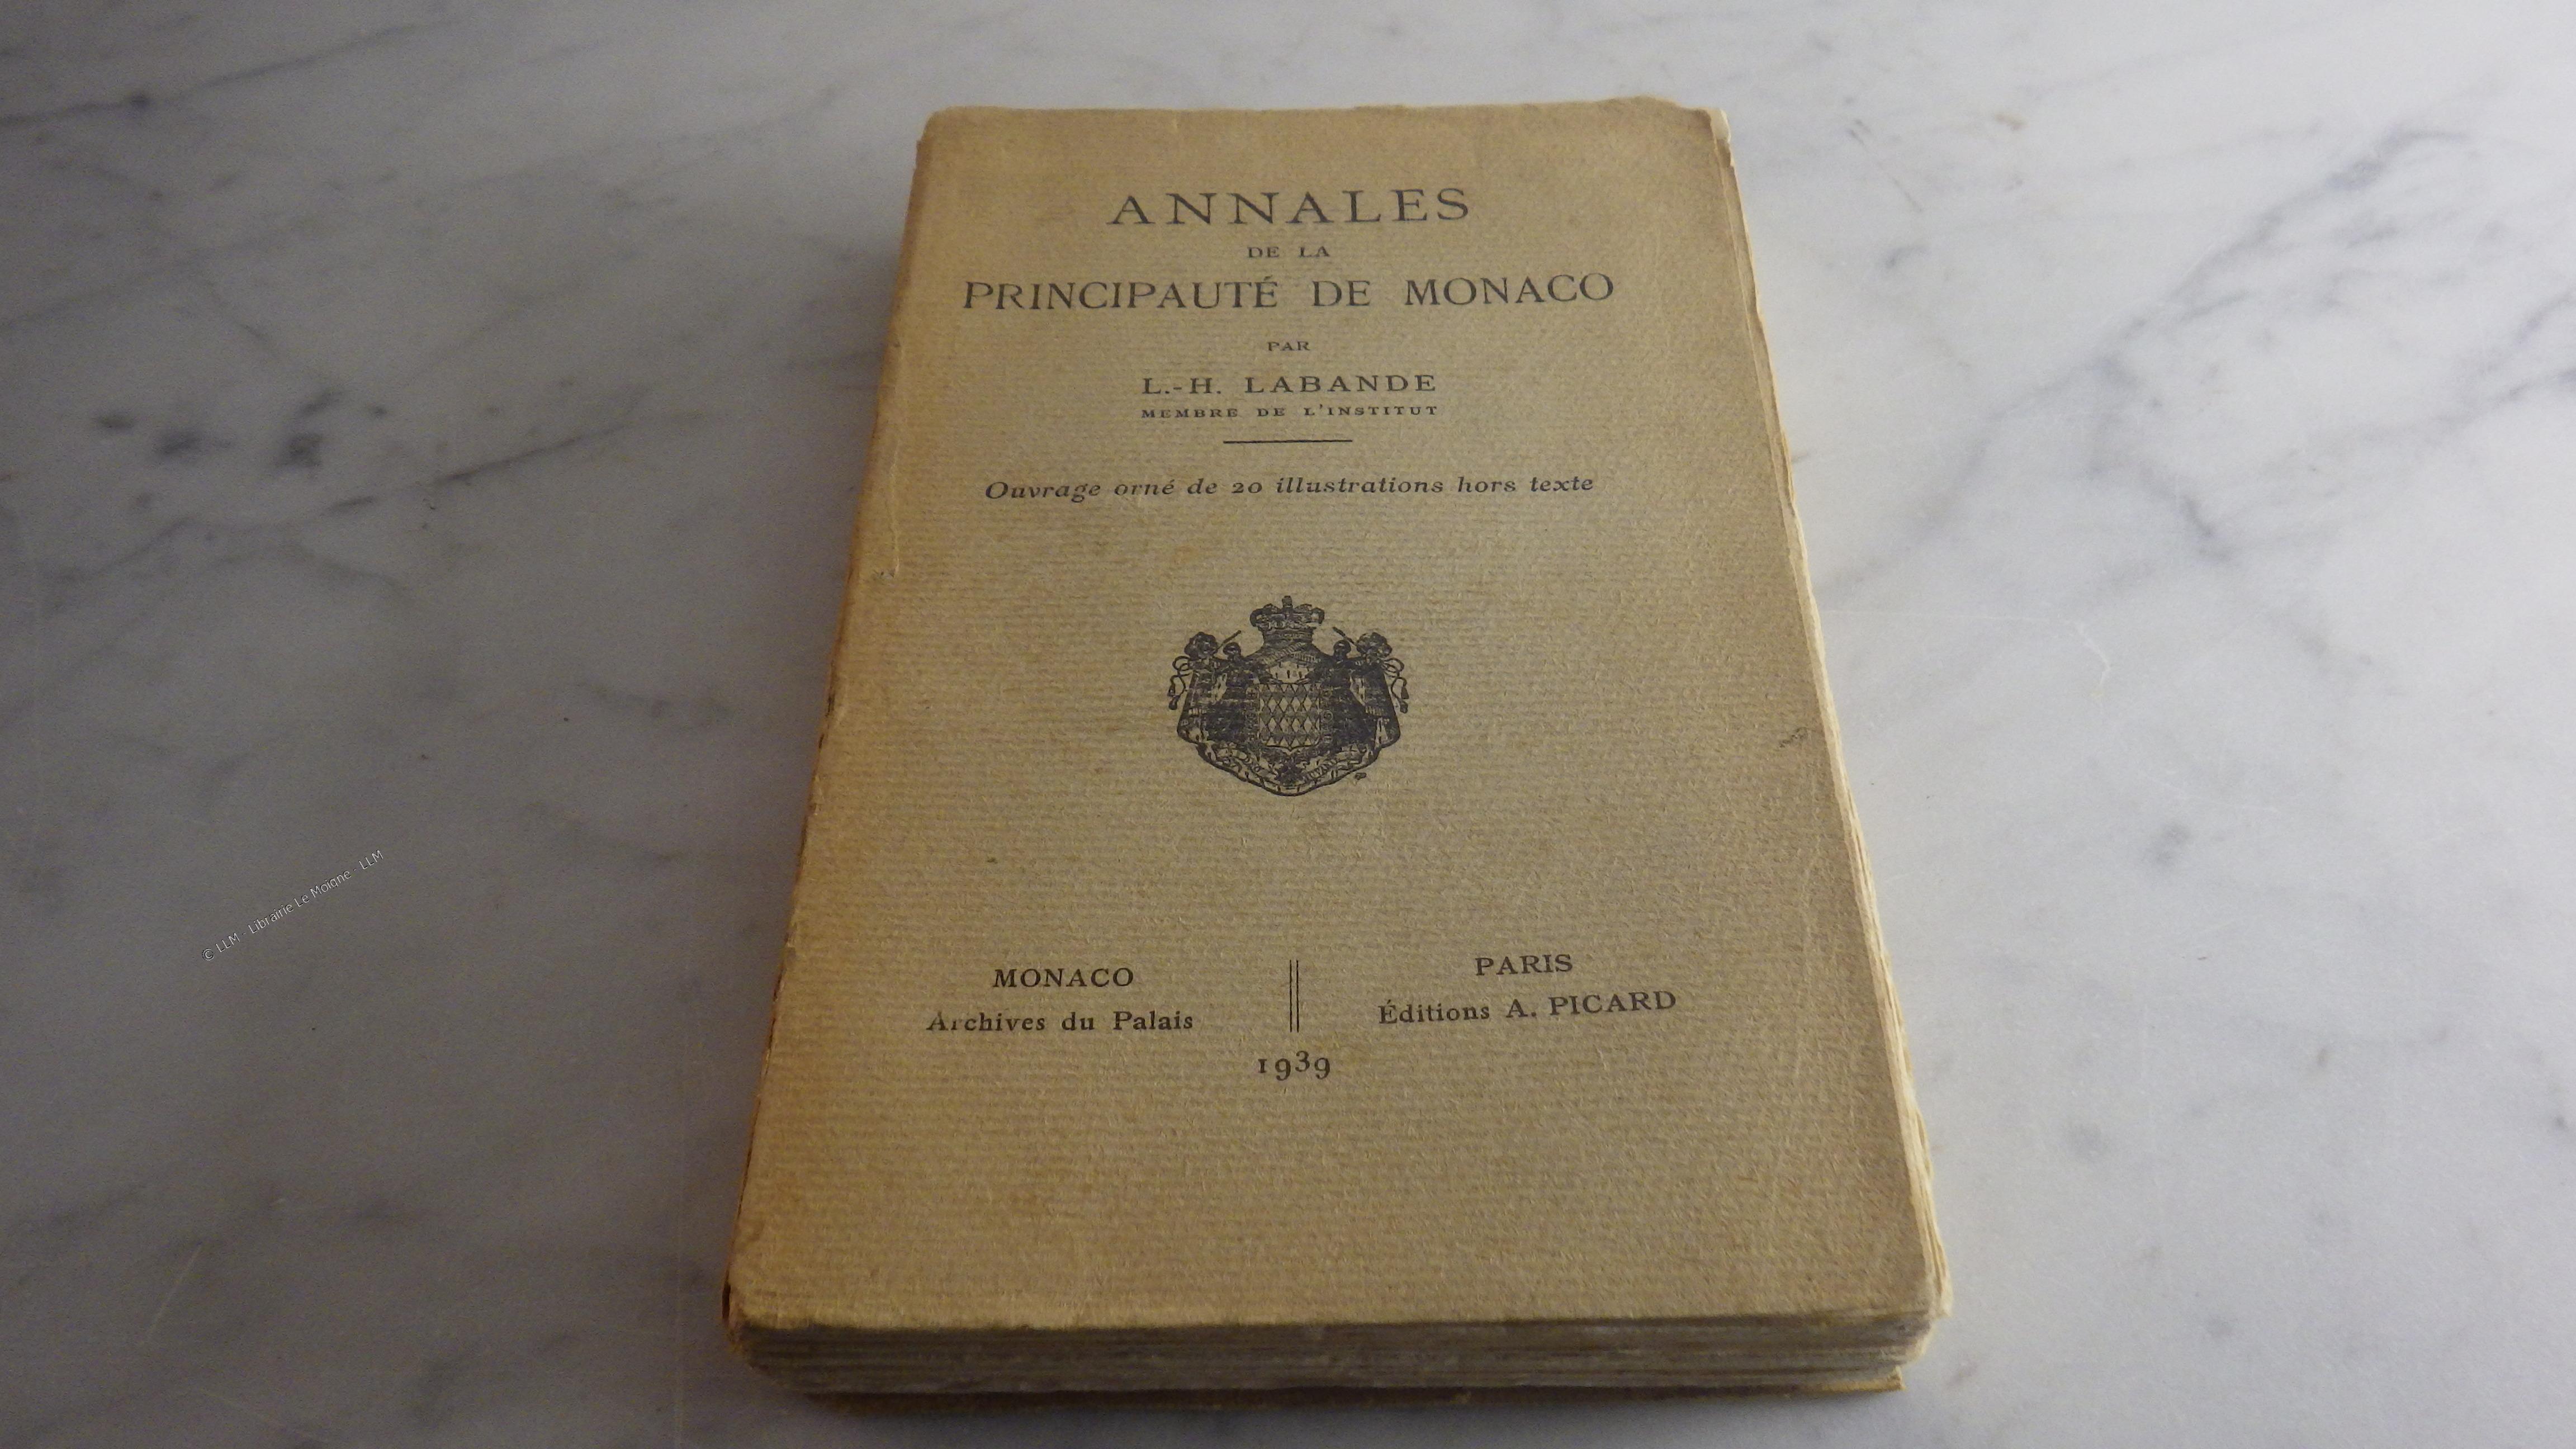 ANNALES
DE LA
PRINCIPAUTÉ DE MONACO
PAR
L.-H. LABANDE
MEMBRE DE L'INSTITUT
Ouvrage orné de 20 illustrations hors texte
MONACO
Archives du Palais
PARIS
Éditions A. PICARD
1939
© LLM - Librairie Le Moigne - LLM